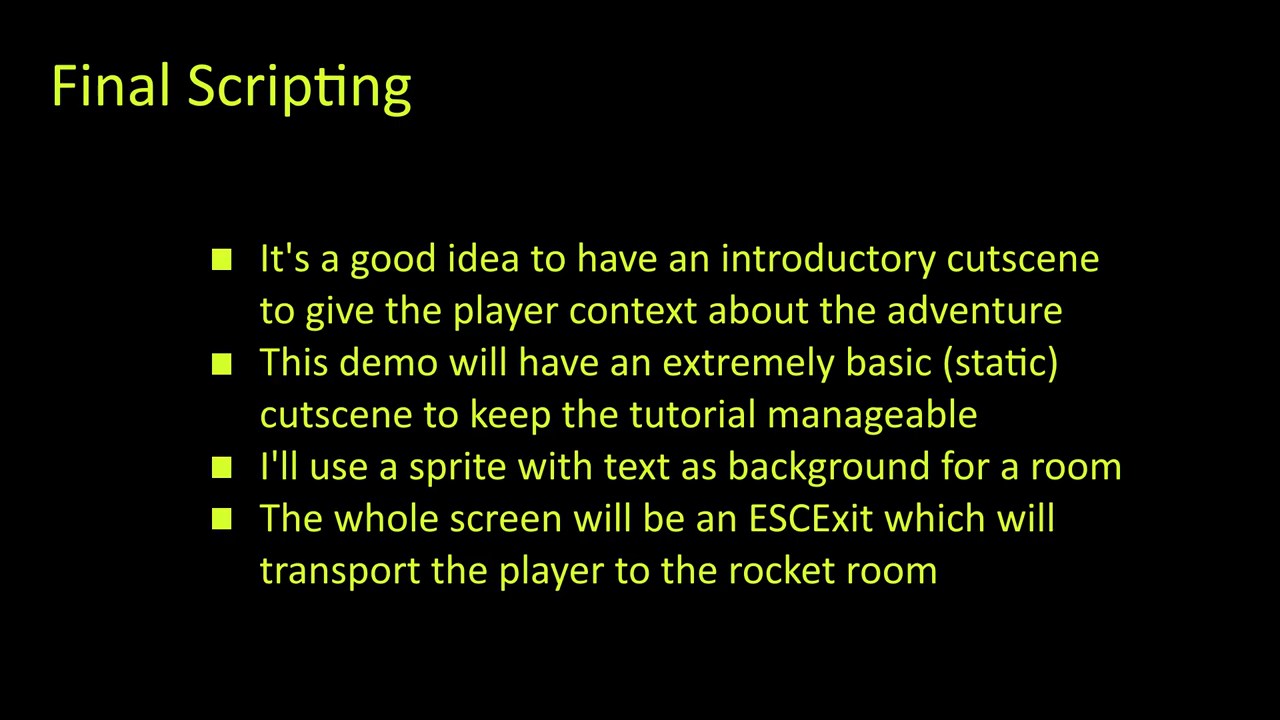 Final Scripting
It's a good idea to have an introductory cutscene
to give the player context about the adventure
This demo will have an extremely basic (static)
cutscene to keep the tutorial manageable
I'll use a sprite with text as background for a room
The whole screen will be an ESCExit which will
transport the player to the rocket room